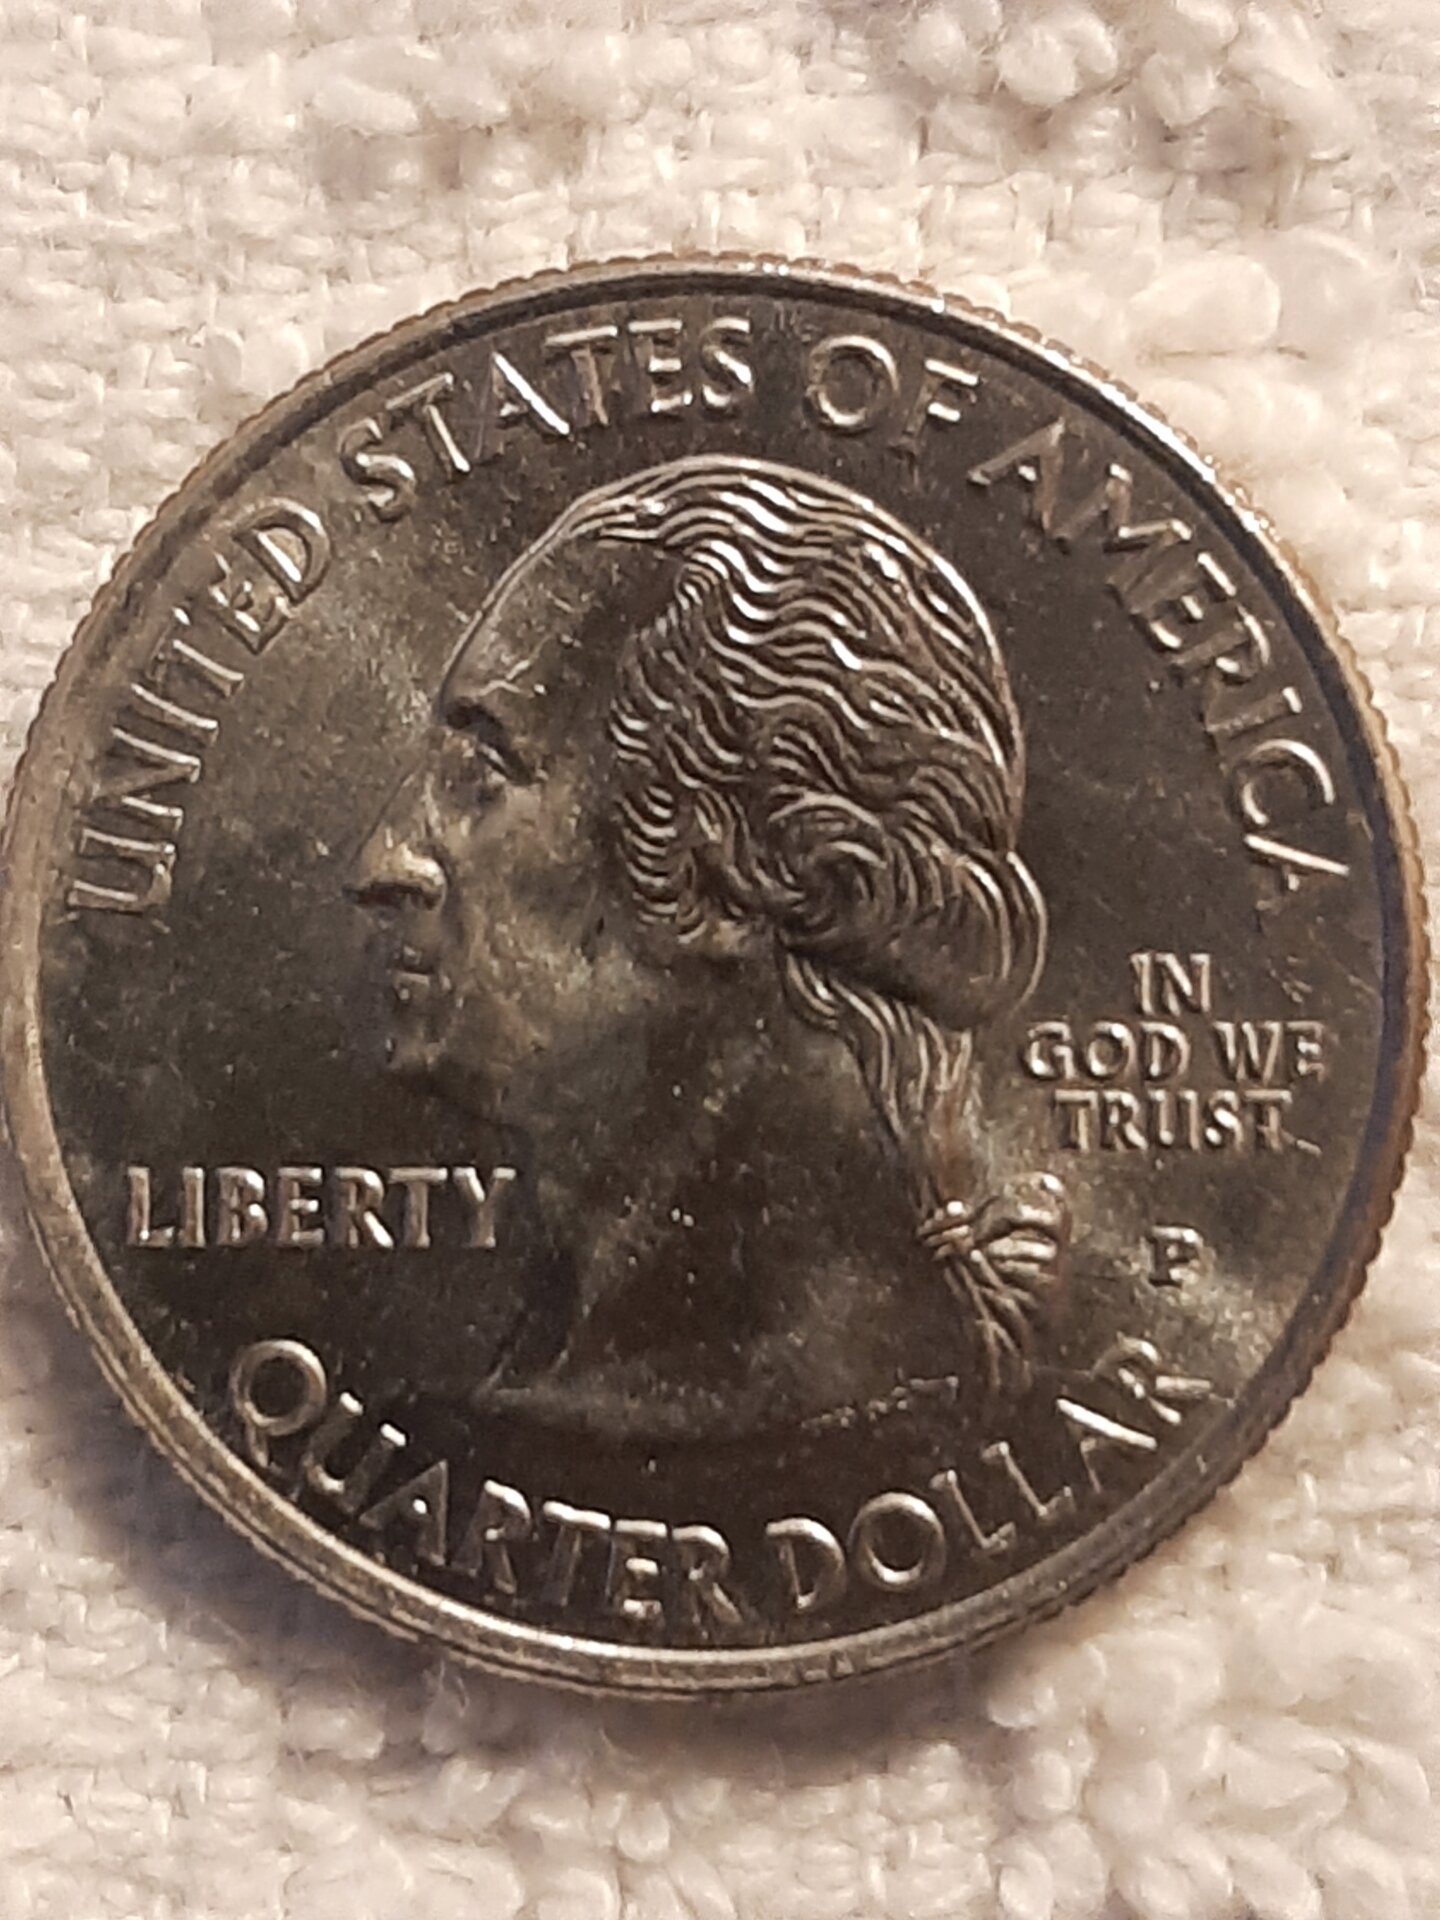 UNITED STATES OF AMERICA
LIBERTY
IN
GOD WE
TRUST
P
QUARTER DOLLAR